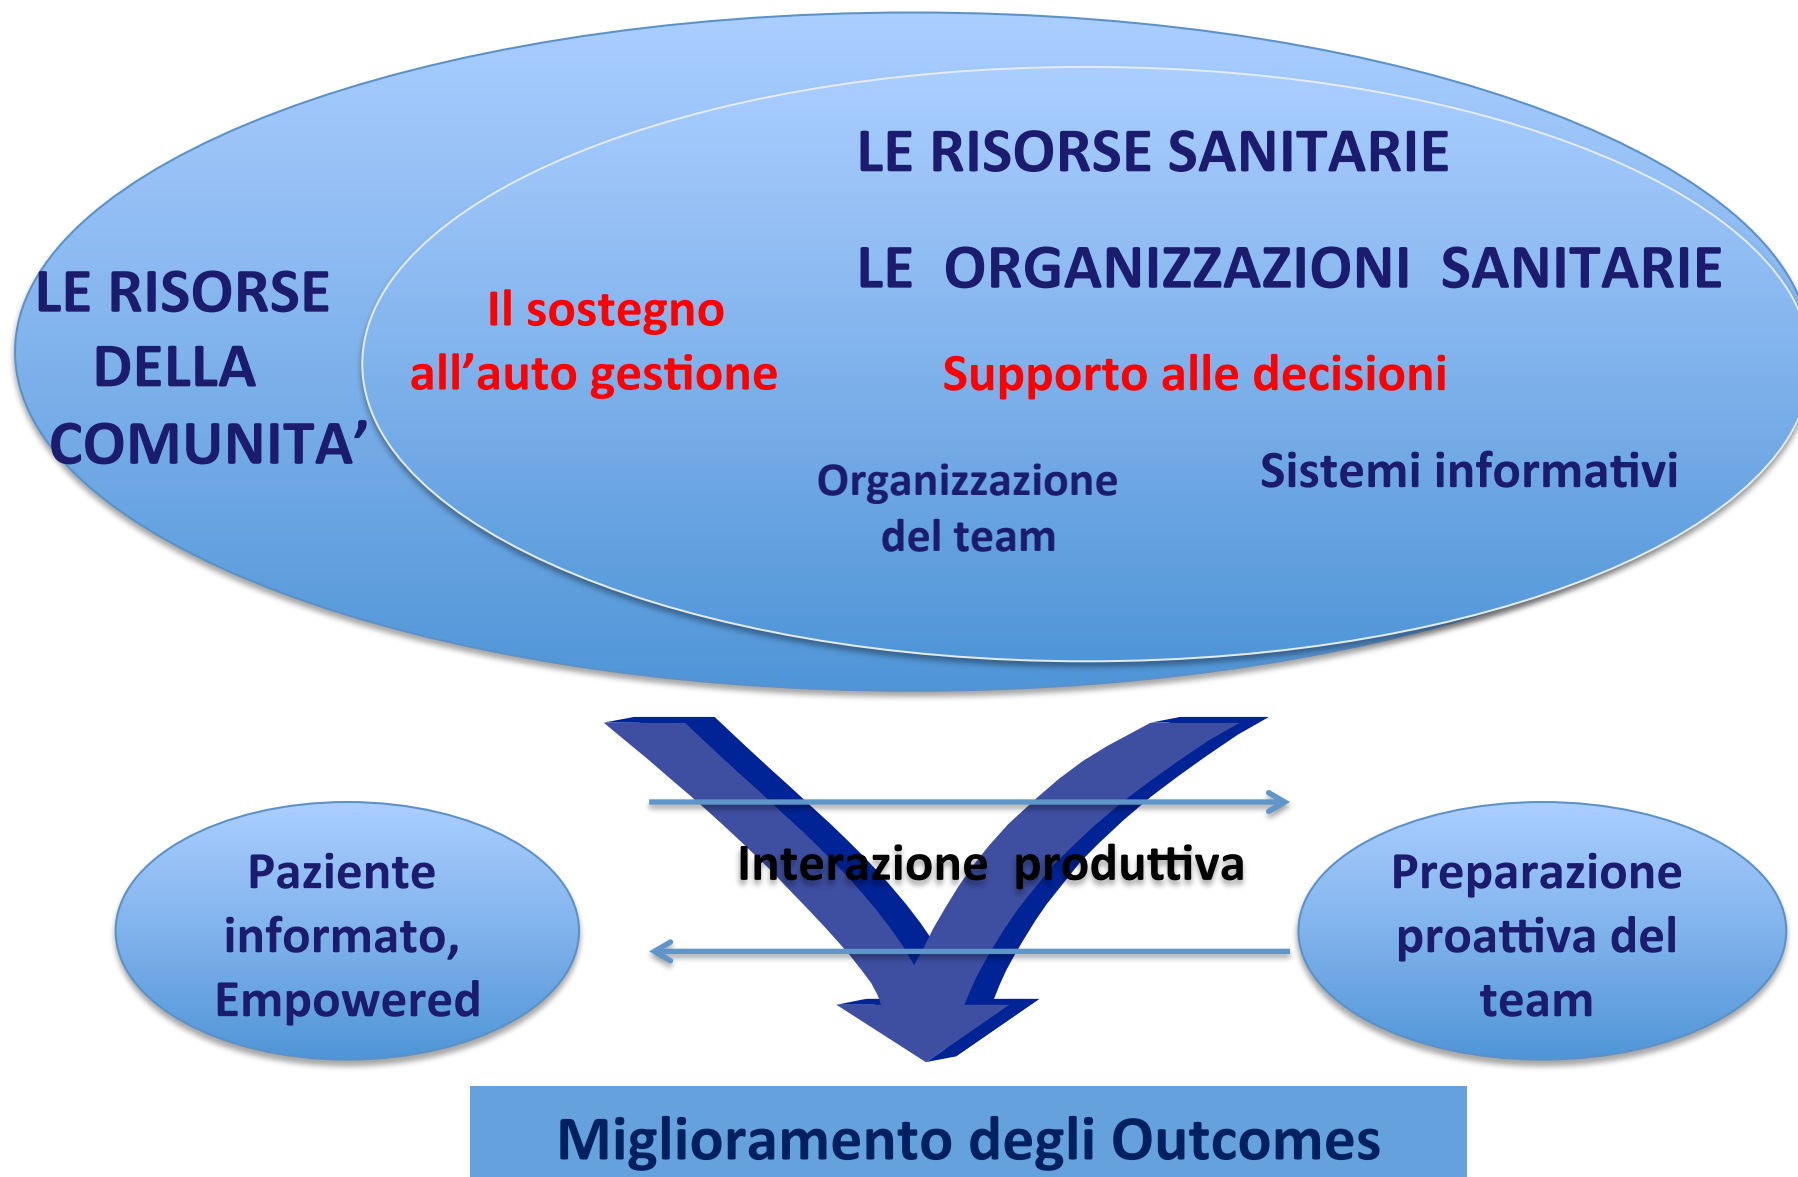 LE RISORSE SANITARIE
LE ORGANIZZAZIONI SANITARIE
LE RISORSE
DELLA
COMUNITA’
Il sostegno
all’auto gestione
Supporto alle decisioni
Organizzazione
del team
Sistemi informativi
Interazione produttiva
Paziente
informato,
Empowered
Preparazione
proattiva del
team
Miglioramento degli Outcomes